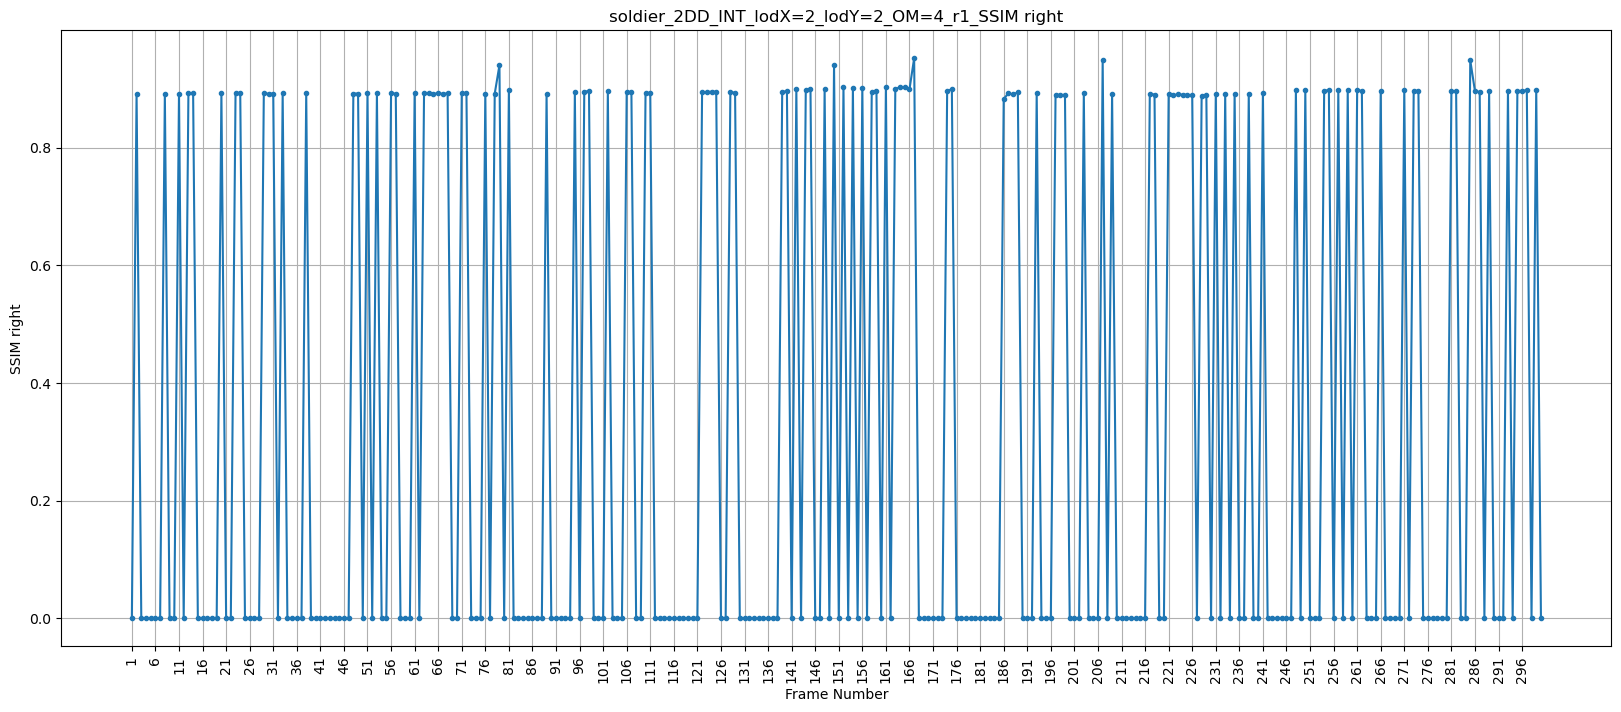 soldier_2DD_INT_lodX=2_lodY=2_OM=4_r1_SSIM right
SSIM right
0.8
0.6
0.4
0.2
0.0
1 6 11 16 21 26 31 36 41 46 51 56 61 66 71 76 81 86 91 96 101 106 111 116 121 126 131 136 141 146 151 156 161 166 171 176 181 186 191 196 201 206 211 216 221 226 231 236 241 246 251 256 261 266 271 276 281 286 291 296
Frame Number